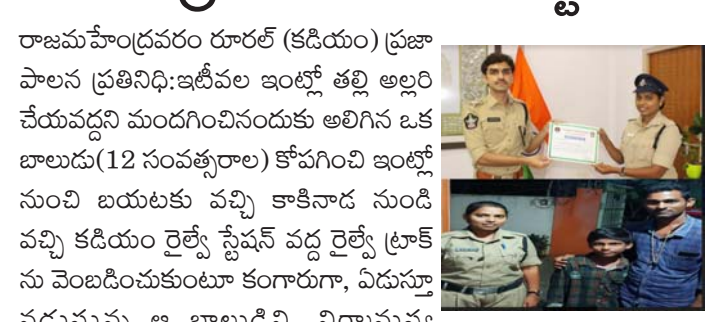 రాజమహేంద్రవరం రూరల్ (కడియం) ప్రజా
పాలన ప్రతినిధి:ఇటీవల ఇంట్లో తల్లి అల్లరి
చేయవద్దని మందగించినందుకు అలిగిన ఒక
బాలుడు(12 సంవత్సరాల) కోపగించి ఇంట్లో
నుంచి బయటకు వచ్చి కాకినాడ నుండి
వచ్చి కడియం రైల్వే స్టేషన్ వద్ద రైల్వే ట్రాక్
ను వెంబడించుకుంటూ కంగారుగా, ఏడుస్తూ